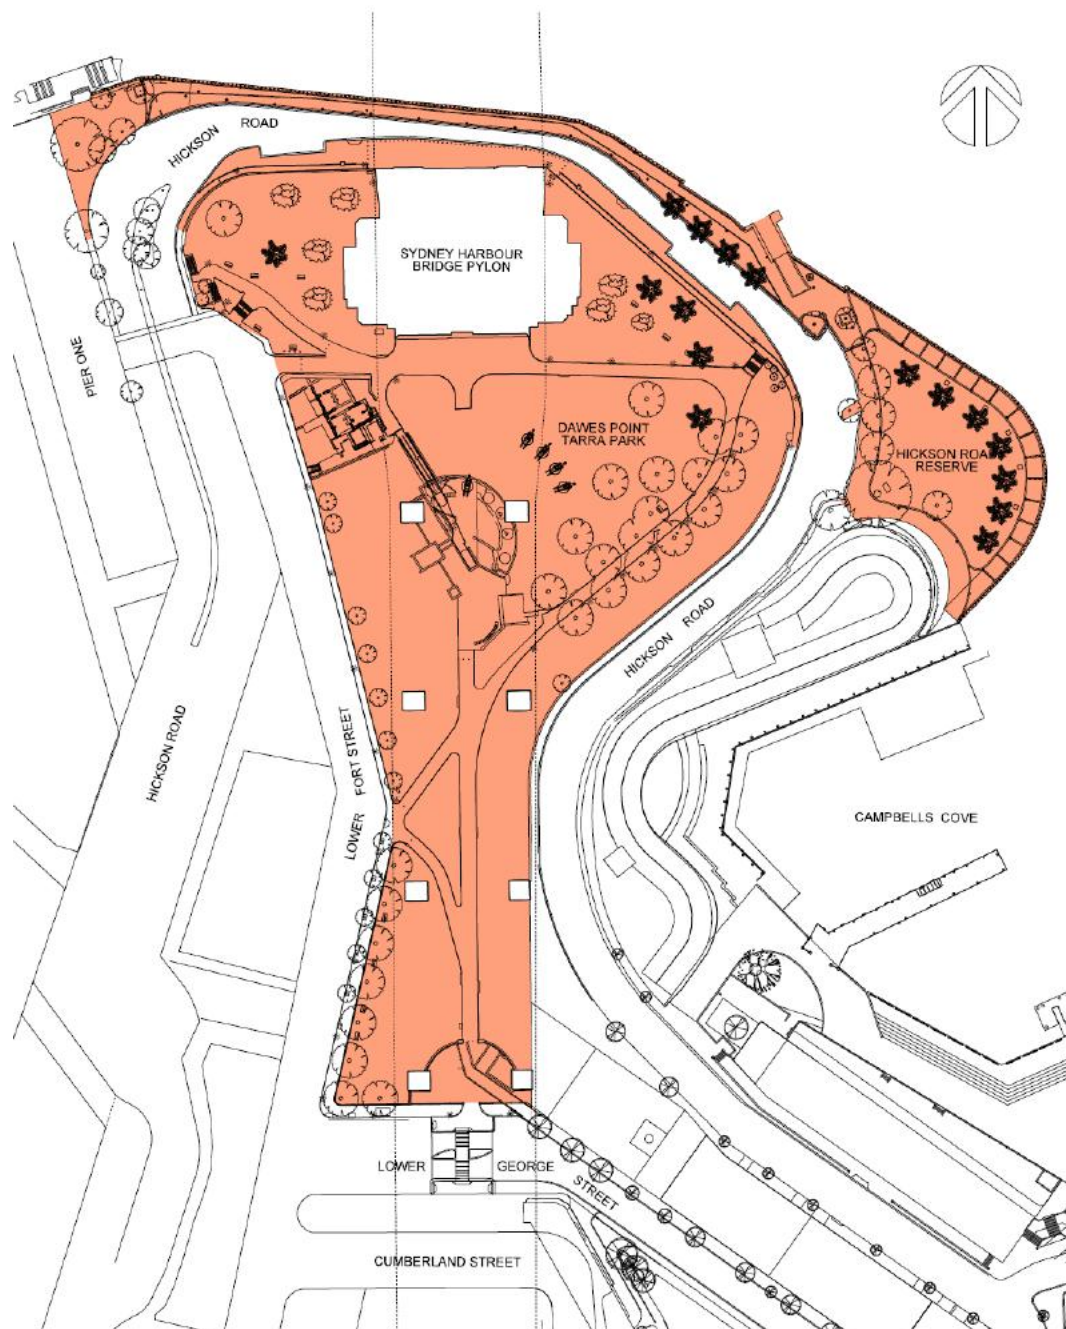 HICKSON ROAD
SYDNEY HARBOUR
BRIDGE PYLON
PIER ONE
DAWES POINT
TARRA PARK
HICKSON ROAD
RESERVE
HICKSON ROAD
HICKSON ROAD
LOWER FORT STREET
CAMPBELLS COVE
LOWER GEORGE
STREET
CUMBERLAND STREET